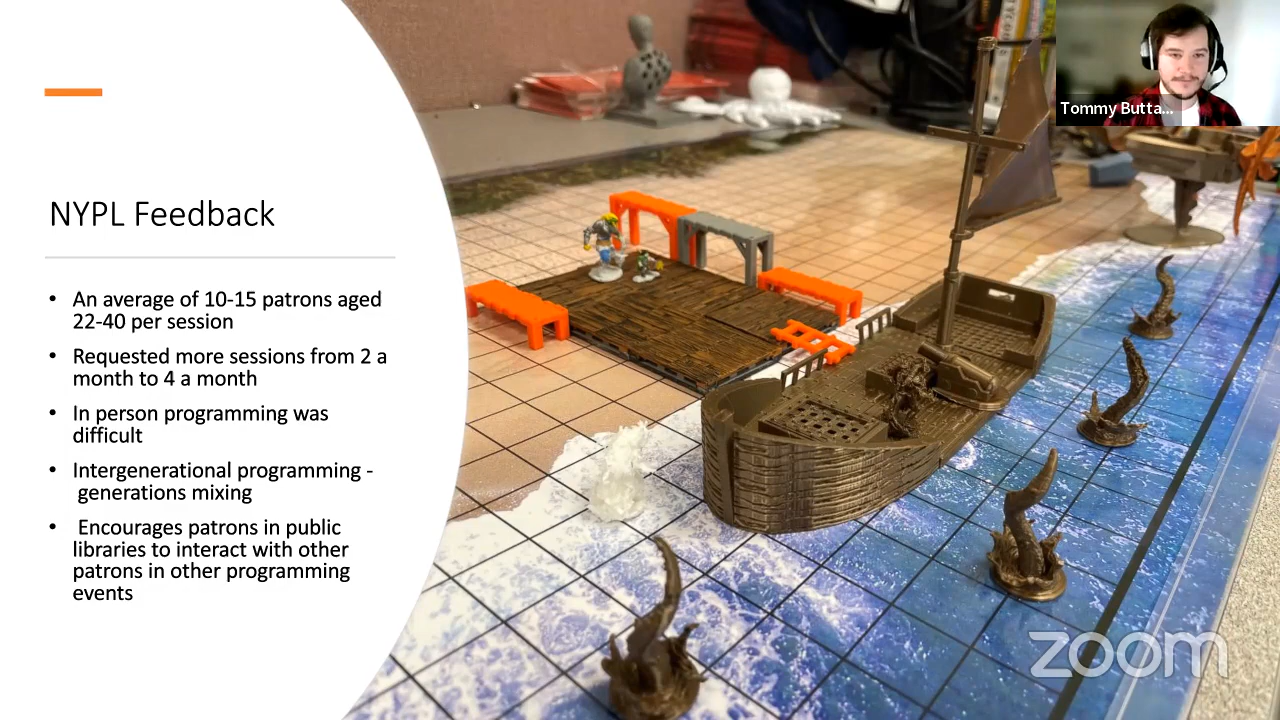 Tommy Butta...
NYPL Feedback
• An average of 10-15 patrons aged
22-40 per session
• Requested more sessions from 2 a
month to 4 a month
• In person programming was
difficult
• Intergenerational programming -
generations mixing
• Encourages patrons in public
libraries to interact with other
patrons in other programming
events
zoom